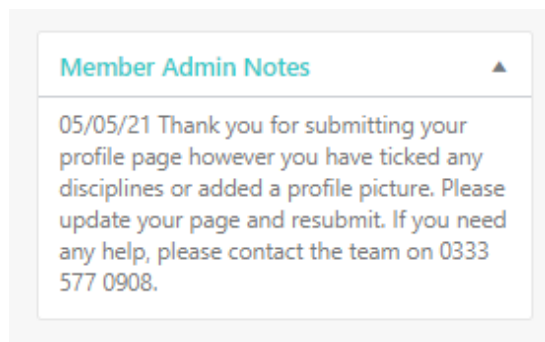 Member Admin Notes
05/05/21 Thank you for submitting your
profile page however you have ticked any
disciplines or added a profile picture. Please
update your page and resubmit. If you need
any help, please contact the team on 0333
577 0908.